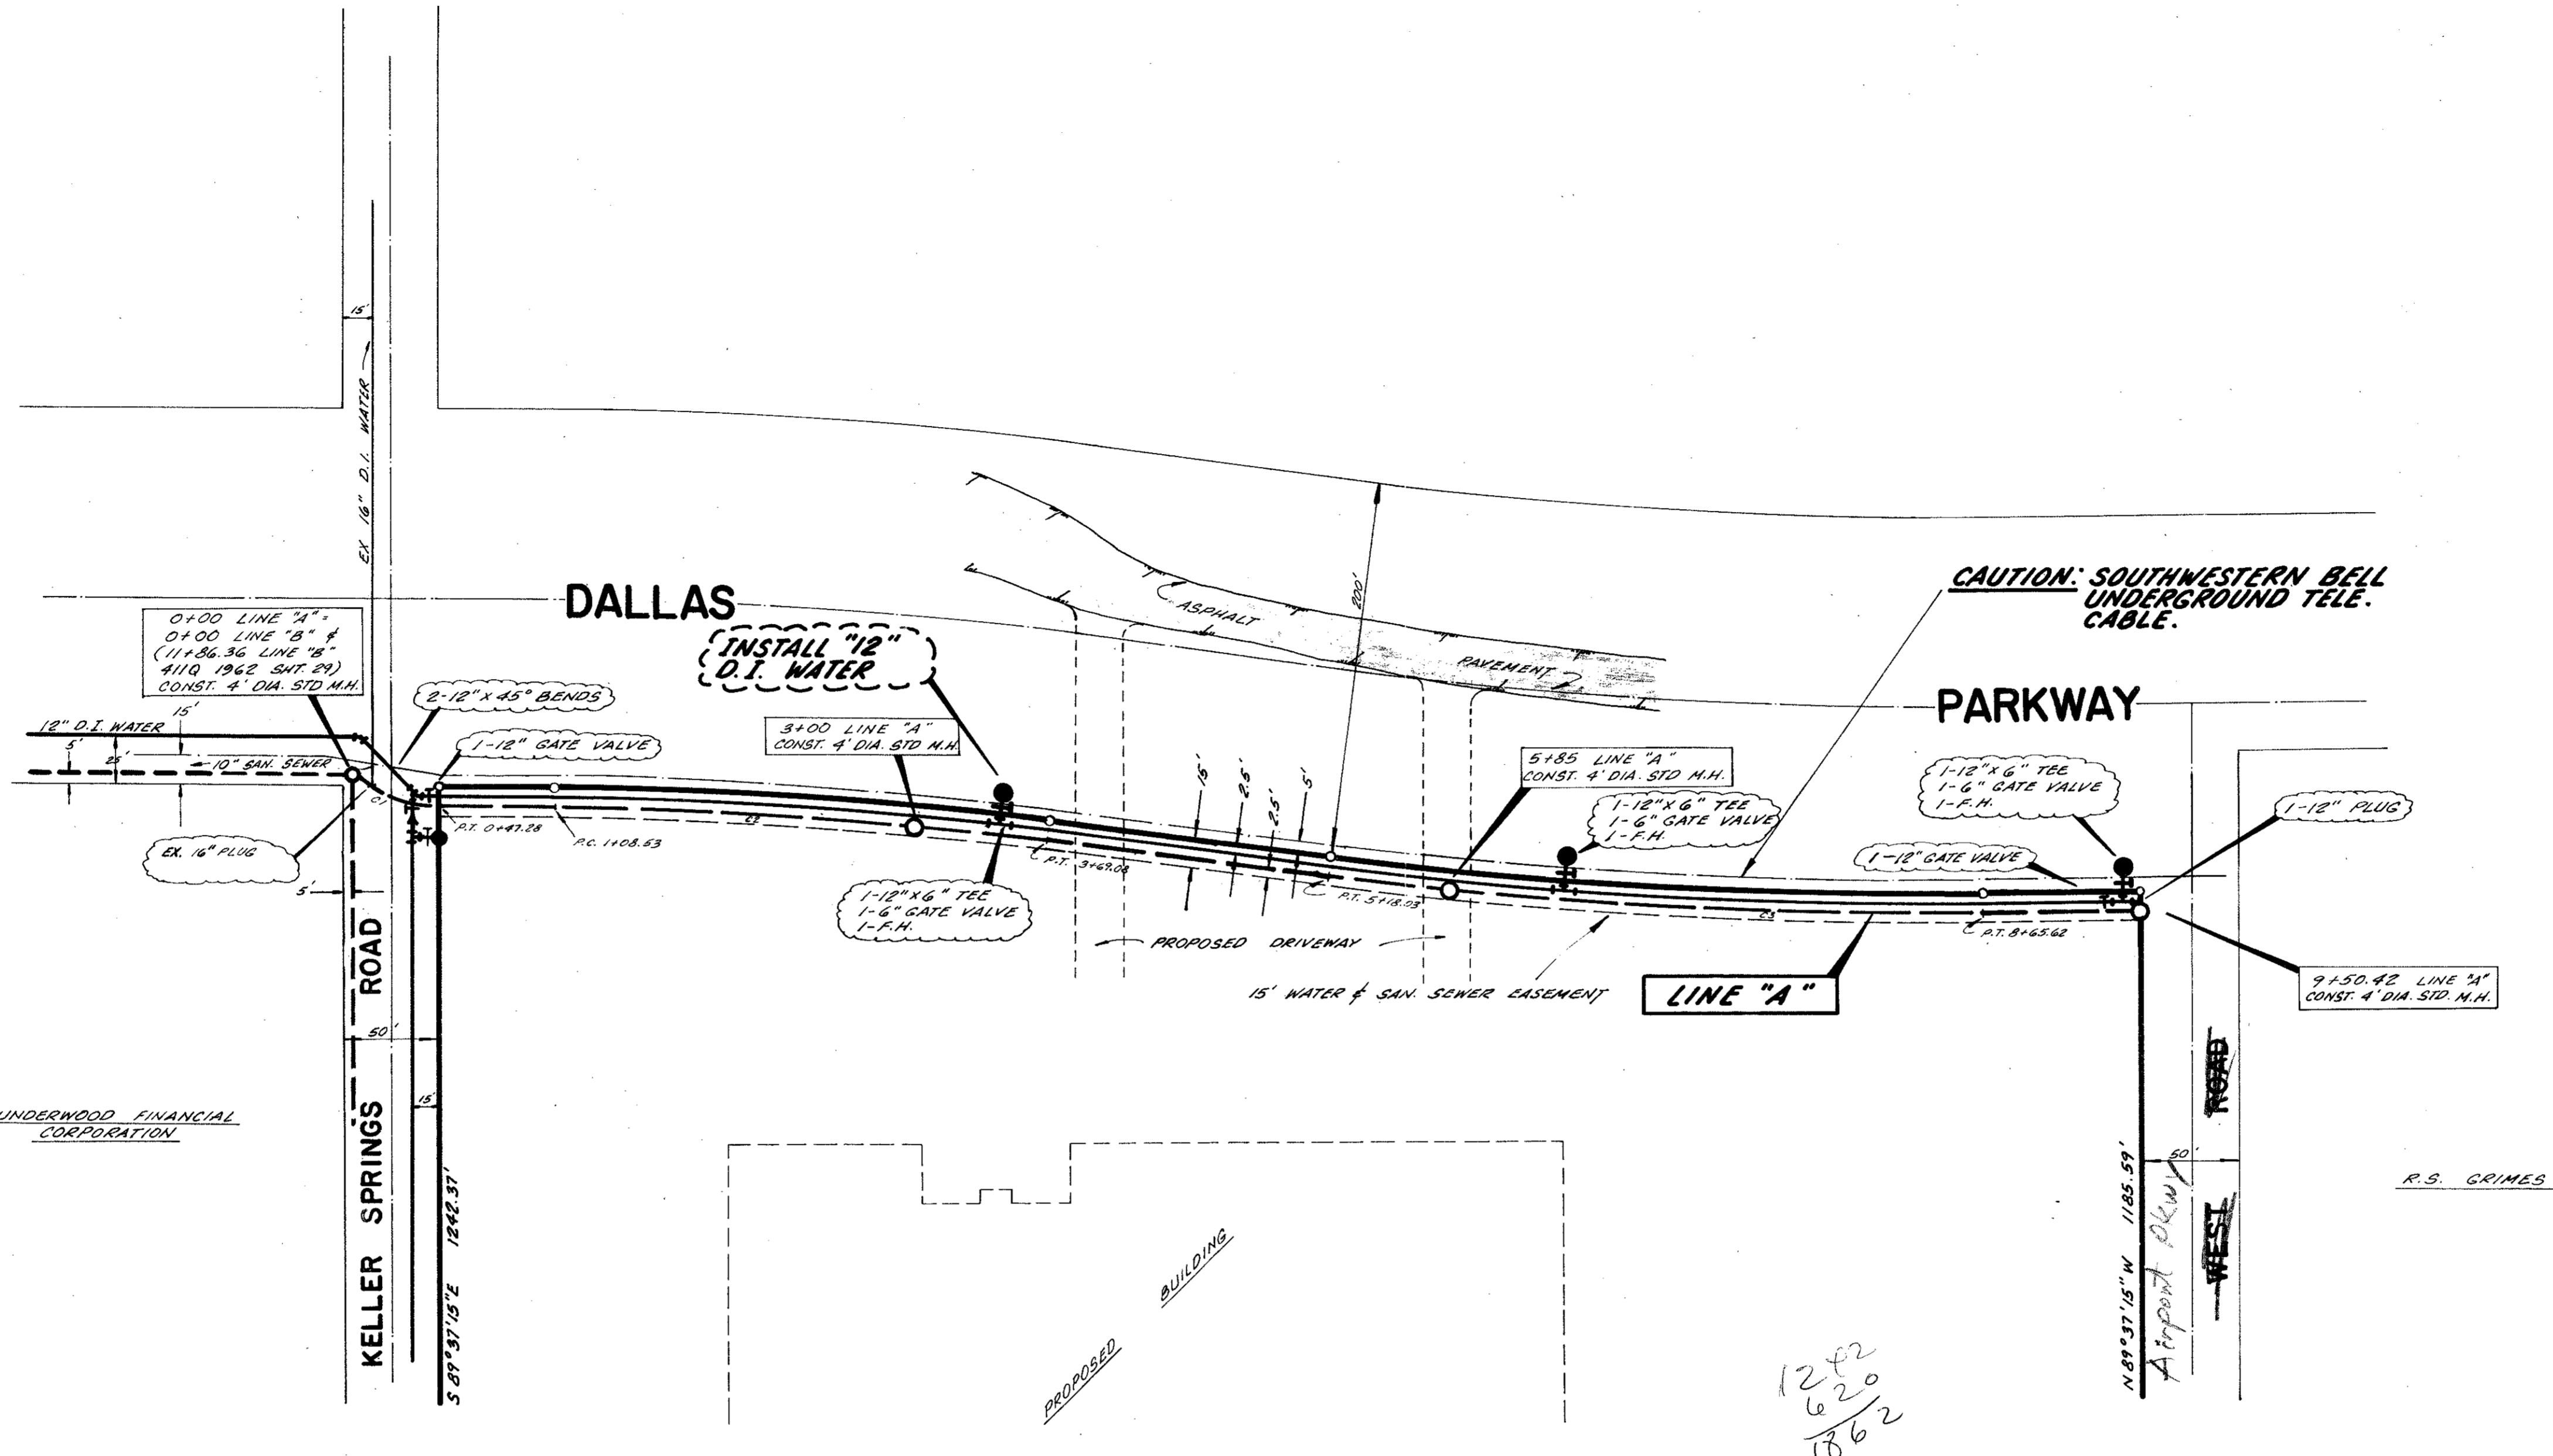 15'
EX 16" D.I. WATER
DALLAS
PARKWAY
INSTALL "12"
D.I. WATER
200'
ASPHALT
PAVEMENT
CAUTION: SOUTHWESTERN BELL
UNDERGROUND TELE.
CABLE.
0+00 LINE "A" =
0+00 LINE "B" &
(11+86.36 LINE "B"
411Q 1962 SHT. 29)
CONST. 4' DIA. STD M.H.
2-12" X 45° BENDS
1-12" GATE VALVE
12" D.I. WATER
15'
5'
25'
10" SAN. SEWER
EX. 16" PLUG
5'
P.T. 0+47.28
P.C. 1+08.53
C2
3+00 LINE "A"
CONST. 4' DIA. STD M.H.
1-12"X6" TEE
1-6" GATE VALVE
1-F.H.
P.T. 3+69.08
15'
2.5'
2.5'
5'
P.T. 5+18.03
5+85 LINE "A"
CONST. 4' DIA. STD M.H.
1-12"X6" TEE
1-6" GATE VALVE
1-F.H.
1-12"X6" TEE
1-6" GATE VALVE
1-F.H.
1-12" PLUG
1-12" GATE VALVE
C3
P.T. 8+65.62
PROPOSED DRIVEWAY
15' WATER & SAN. SEWER EASEMENT
LINE "A"
9+50.42 LINE "A"
CONST. 4' DIA. STD. M.H.
KELLER SPRINGS ROAD
50'
15'
S 89°37'15"E 1242.37'
UNDERWOOD FINANCIAL
CORPORATION
PROPOSED BUILDING
N 89°37'15"W 1185.59'
50'
Airport Pkwy
WEST ROAD
R.S. GRIMES
1242
620
1862